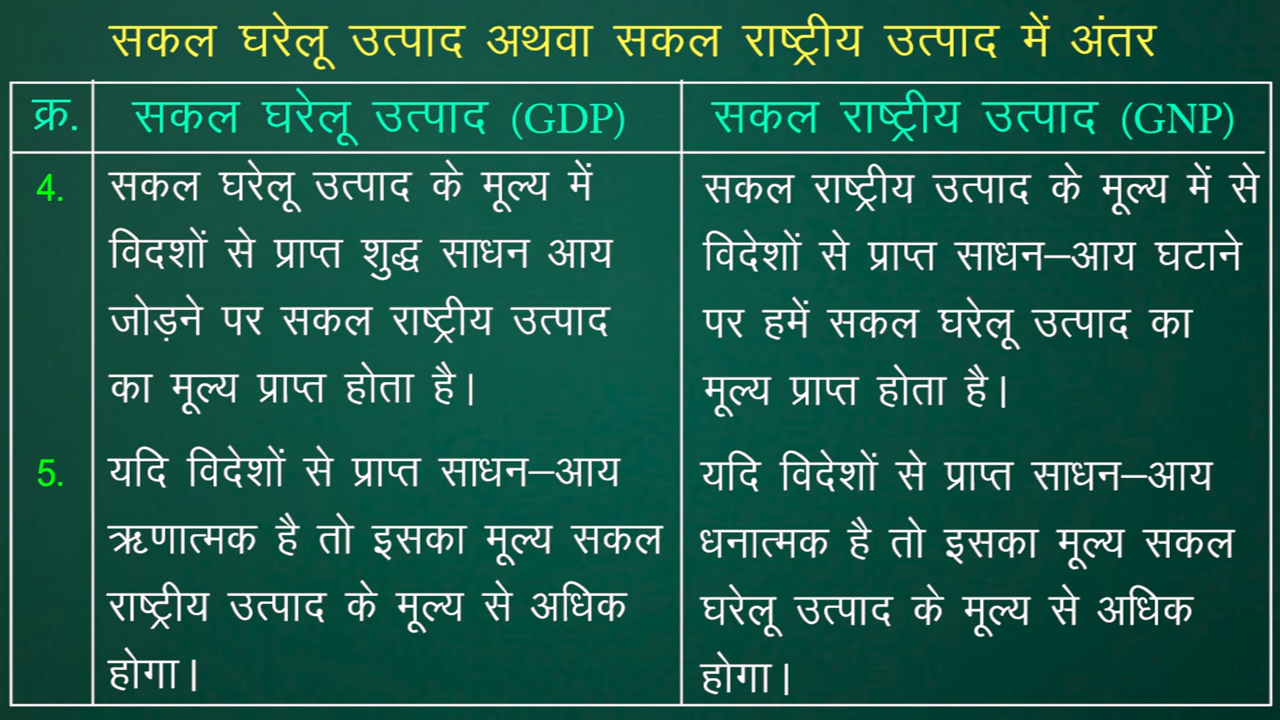 सकल घरेलू उत्पाद अथवा सकल राष्ट्रीय उत्पाद में अंतर
क्र. सकल घरेलू उत्पाद (GDP) सकल राष्ट्रीय उत्पाद (GNP)
4.
सकल घरेलू उत्पाद के मूल्य में
विदशों से प्राप्त शुद्ध साधन आय
जोड़ने पर सकल राष्ट्रीय उत्पाद
का मूल्य प्राप्त होता है।
सकल राष्ट्रीय उत्पाद के मूल्य में से
विदेशों से प्राप्त साधन–आय घटाने
पर हमें सकल घरेलू उत्पाद का
मूल्य प्राप्त होता है।
5.
यदि विदेशों से प्राप्त साधन–आय
ऋणात्मक है तो इसका मूल्य सकल
राष्ट्रीय उत्पाद के मूल्य से अधिक
होगा।
यदि विदेशों से प्राप्त साधन–आय
धनात्मक है तो इसका मूल्य सकल
घरेलू उत्पाद के मूल्य से अधिक
होगा।